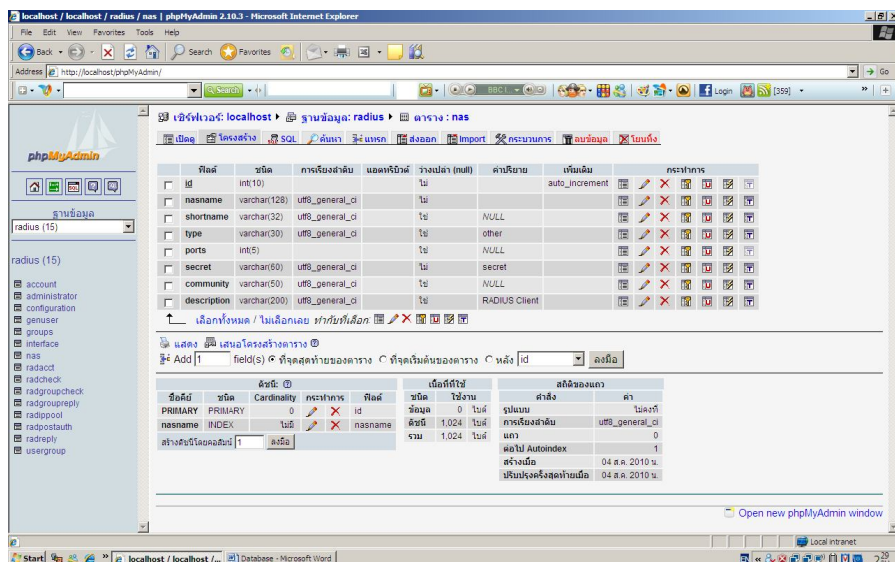 localhost / localhost / radius / nas | phpMyAdmin 2.10.3 - Microsoft Internet Explorer
File Edit View Favorites Tools Help
Back Search Favorites
Address http://localhost/phpMyAdmin/ Go
Search BBC Login [359]
phpMyAdmin
ฐานข้อมูล
radius (15)
radius (15)
account
administrator
configuration
genuser
groups
interface
nas
radacct
radcheck
radgroupcheck
radgroupreply
radippool
radpostauth
radreply
usergroup
เซิร์ฟเวอร์: localhost ฐานข้อมูล: radius ตาราง : nas
เปิดดู โครงสร้าง SQL ค้นหา แทรก ส่งออก Import กระบวนการ ลบข้อมูล โยนทิ้ง
ฟิลด์ ชนิด การเรียงลำดับ แอตทริบิวต์ ว่างเปล่า (null) ค่าปริยาย เพิ่มเติม กระทำการ
id int(10) ไม่ auto_increment
nasname varchar(128) utf8_general_ci ไม่
shortname varchar(32) utf8_general_ci ใช่ NULL
type varchar(30) utf8_general_ci ใช่ other
ports int(5) ใช่ NULL
secret varchar(60) utf8_general_ci ไม่ secret
community varchar(50) utf8_general_ci ใช่ NULL
description varchar(200) utf8_general_ci ใช่ RADIUS Client
เลือกทั้งหมด / ไม่เลือกเลย ทำกับที่เลือก:
แสดง เสนอโครงสร้างตาราง
Add 1 field(s) ที่จุดสุดท้ายของตาราง ที่จุดเริ่มต้นของตาราง หลัง id ลงมือ
ดัชนี:
ชื่อคีย์ ชนิด Cardinality กระทำการ ฟิลด์
PRIMARY PRIMARY 0 id
nasname INDEX ไม่มี nasname
สร้างดัชนีโดยคอลัมน์ 1 ลงมือ
เนื้อที่ที่ใช้
ชนิด ใช้งาน
ข้อมูล 0 ไบต์
ดัชนี 1,024 ไบต์
รวม 1,024 ไบต์
สถิติของแถว
คำสั่ง ค่า
รูปแบบ ไม่คงที่
การเรียงลำดับ utf8_general_ci
แถว 0
ต่อไป Autoindex 1
สร้างเมื่อ 04 ส.ค. 2010 น.
ปรับปรุงครั้งสุดท้ายเมื่อ 04 ส.ค. 2010 น.
Open new phpMyAdmin window
Local intranet
Start localhost / localhost /... Database - Microsoft Word